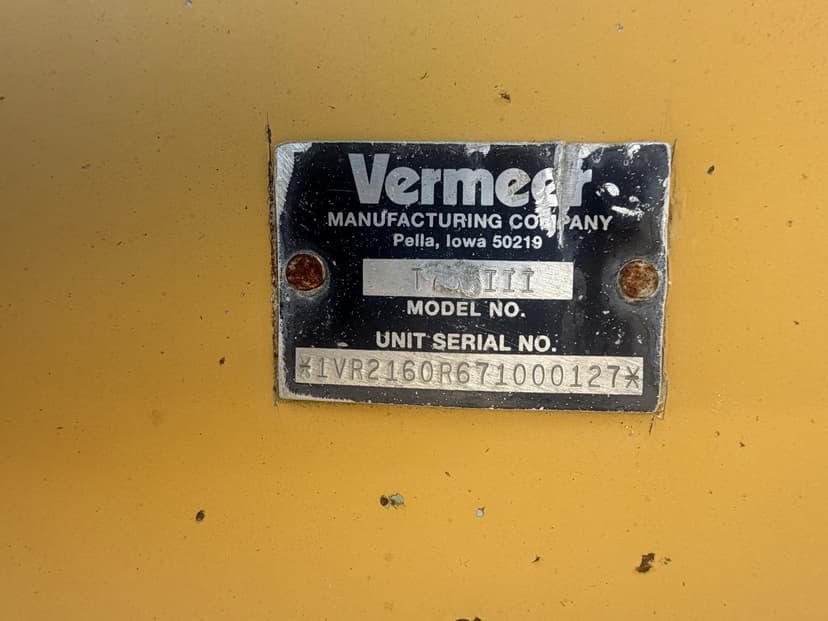 Vermeer
MANUFACTURING COMPANY
Pella, Iowa 50219
MODEL NO.
UNIT SERIAL NO.
*1VR2160R671000127*